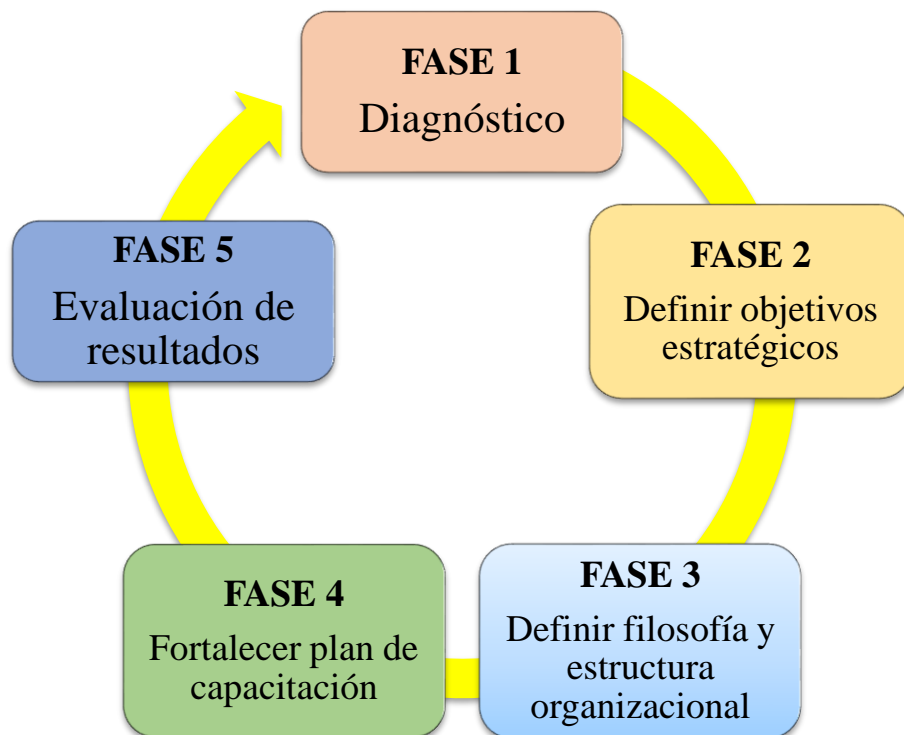 FASE 1
Diagnóstico
FASE 2
Definir objetivos
estratégicos
FASE 3
Definir filosofía y
estructura
organizacional
FASE 4
Fortalecer plan de
capacitación
FASE 5
Evaluación de
resultados